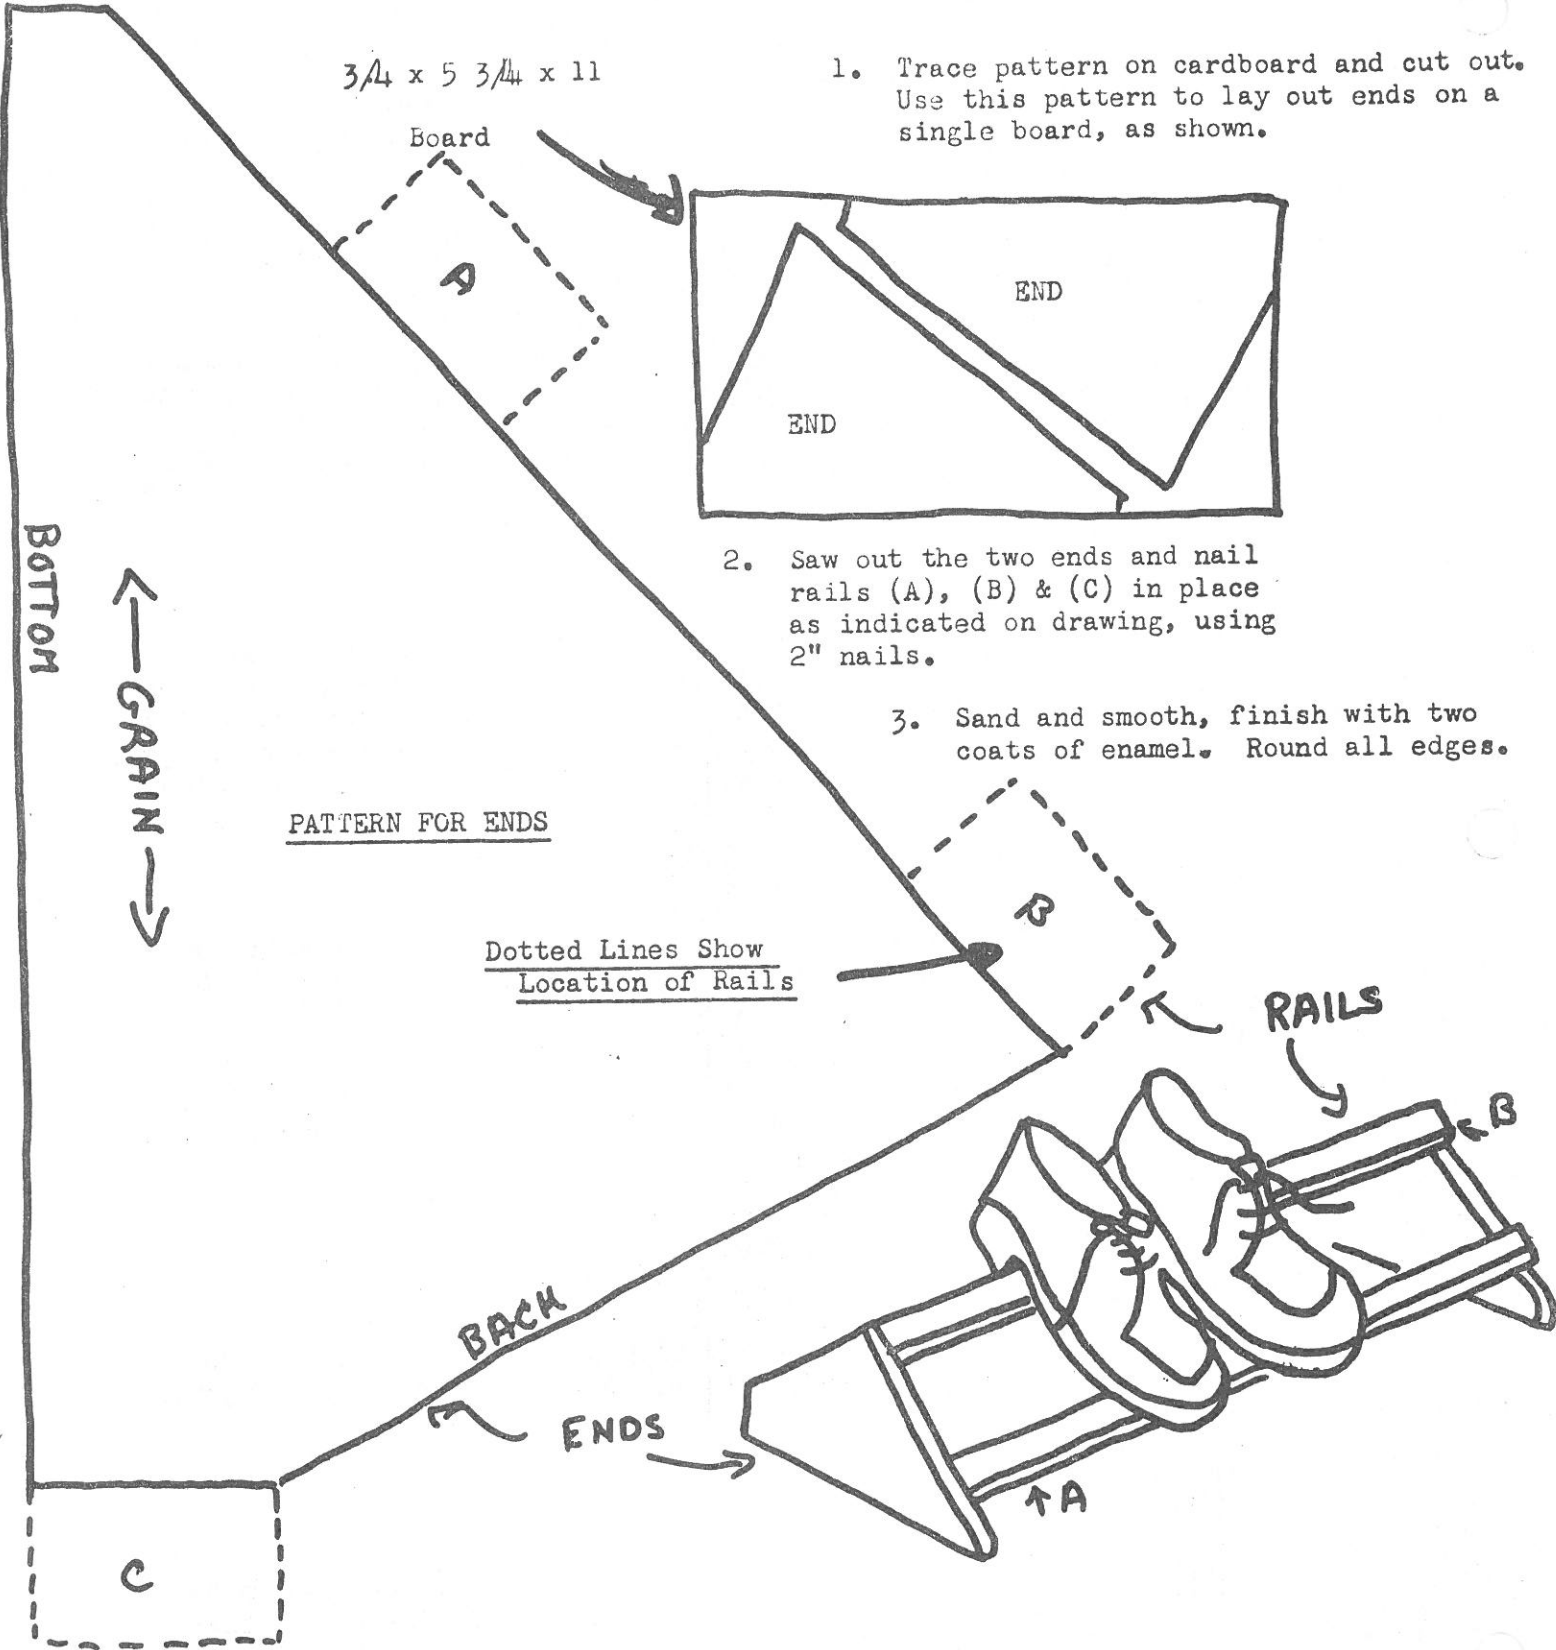 3/4 x 5 3/4 x 11
Board
1. Trace pattern on cardboard and cut out.
Use this pattern to lay out ends on a
single board, as shown.
A
END
END
2. Saw out the two ends and nail
rails (A), (B) & (C) in place
as indicated on drawing, using
2" nails.
3. Sand and smooth, finish with two
coats of enamel. Round all edges.
BOTTOM
GRAIN
PATTERN FOR ENDS
B
Dotted Lines Show
Location of Rails
RAILS
B
BACK
ENDS
A
C